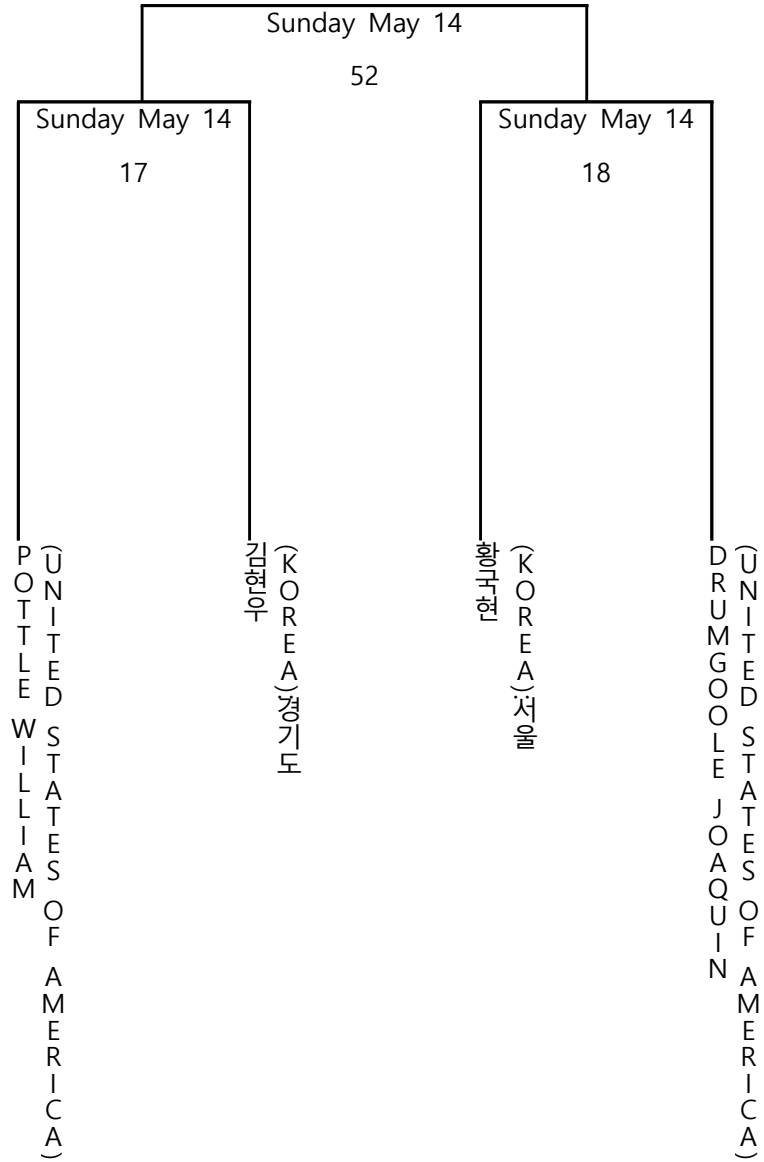 Sunday May 14
52
Sunday May 14
17
Sunday May 14
18
POTTLE WILLIAM
(UNITED STATES OF AMERICA)
김현우
(KOREA):경기도
황국현
(KOREA):서울
DRUMGOOLE JOAQUIN
(UNITED STATES OF AMERICA)